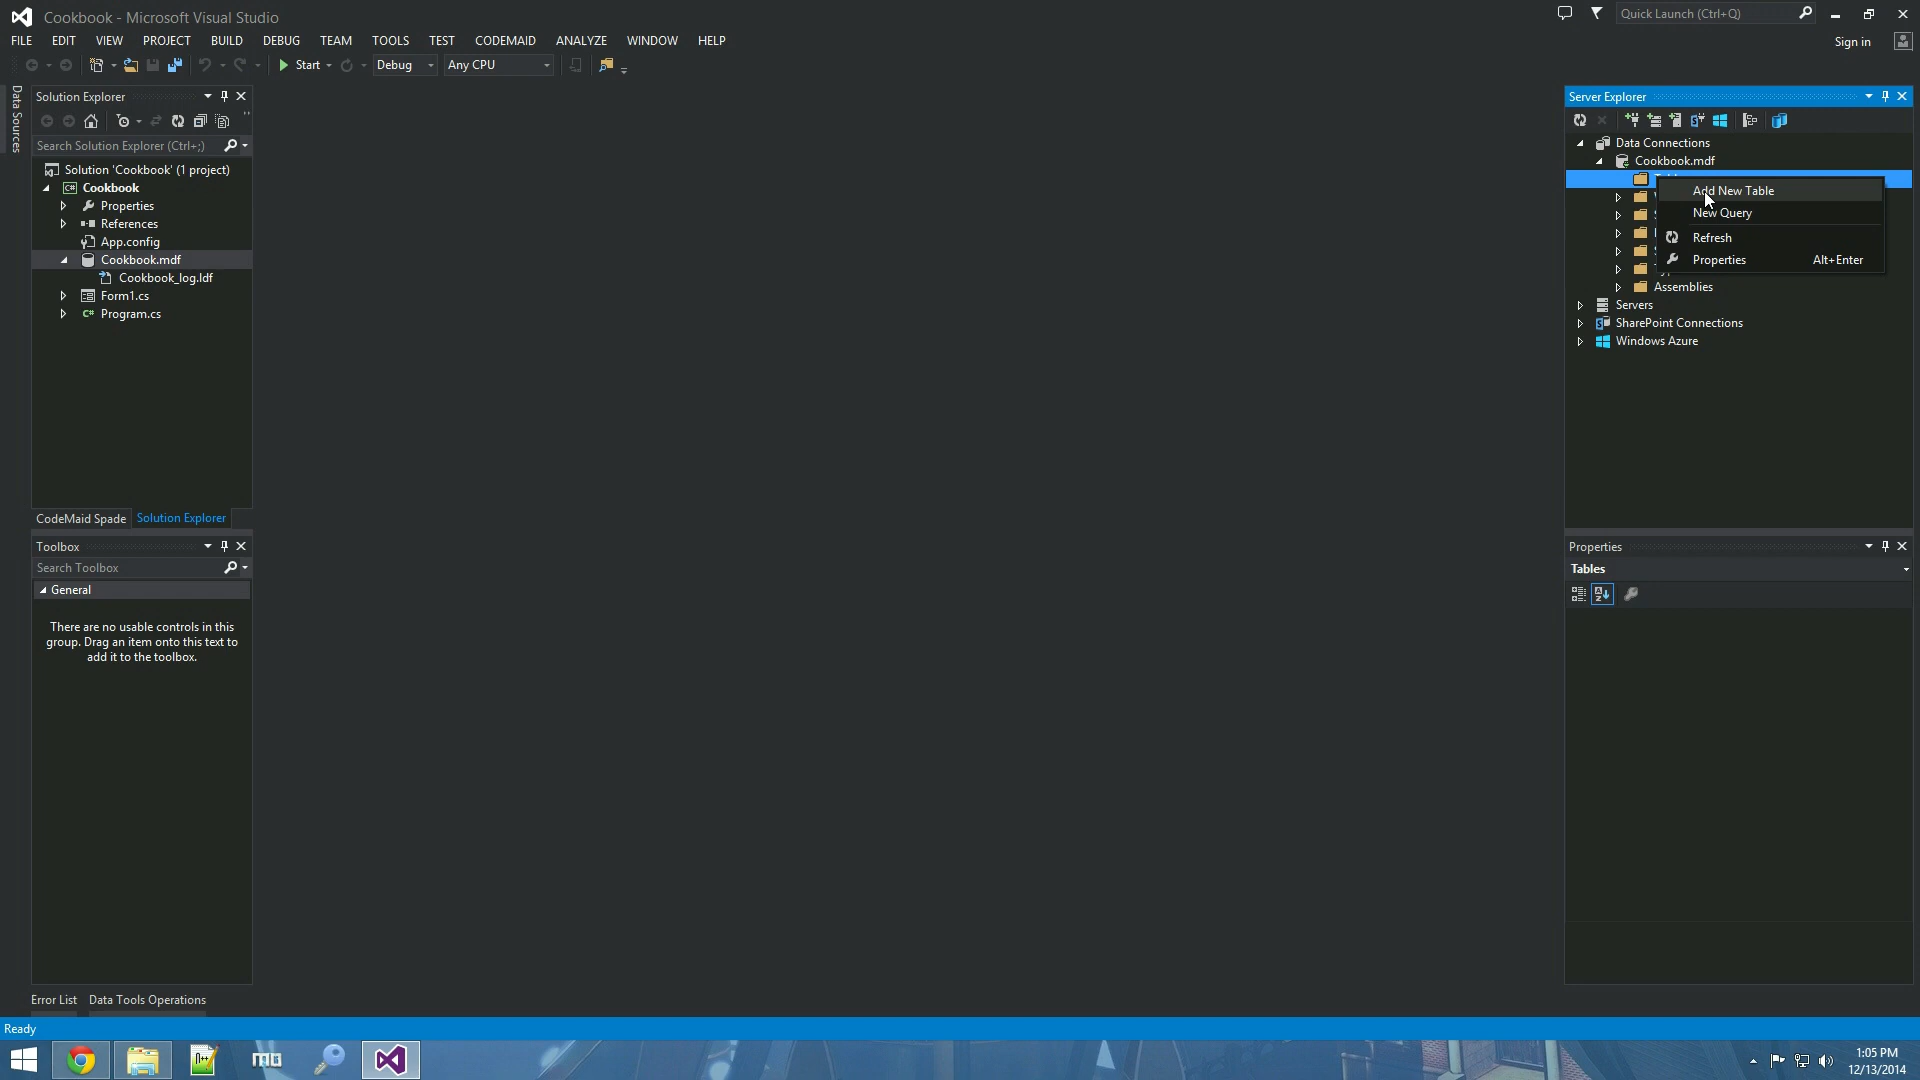 Cookbook - Microsoft Visual Studio
Quick Launch (Ctrl+Q)
FILE EDIT VIEW PROJECT BUILD DEBUG TEAM TOOLS TEST CODEMAID ANALYZE WINDOW HELP
Sign in
Start Debug Any CPU
Data Sources
Solution Explorer
Search Solution Explorer (Ctrl+;)
Solution 'Cookbook' (1 project)
Cookbook
Properties
References
App.config
Cookbook.mdf
Cookbook_log.ldf
Form1.cs
Program.cs
CodeMaid Spade Solution Explorer
Toolbox
Search Toolbox
General
There are no usable controls in this
group. Drag an item onto this text to
add it to the toolbox.
Error List Data Tools Operations
Server Explorer
Data Connections
Cookbook.mdf
Add New Table
New Query
Refresh
Properties Alt+Enter
Assemblies
Servers
SharePoint Connections
Windows Azure
Properties
Tables
Ready
1:05 PM
12/13/2014